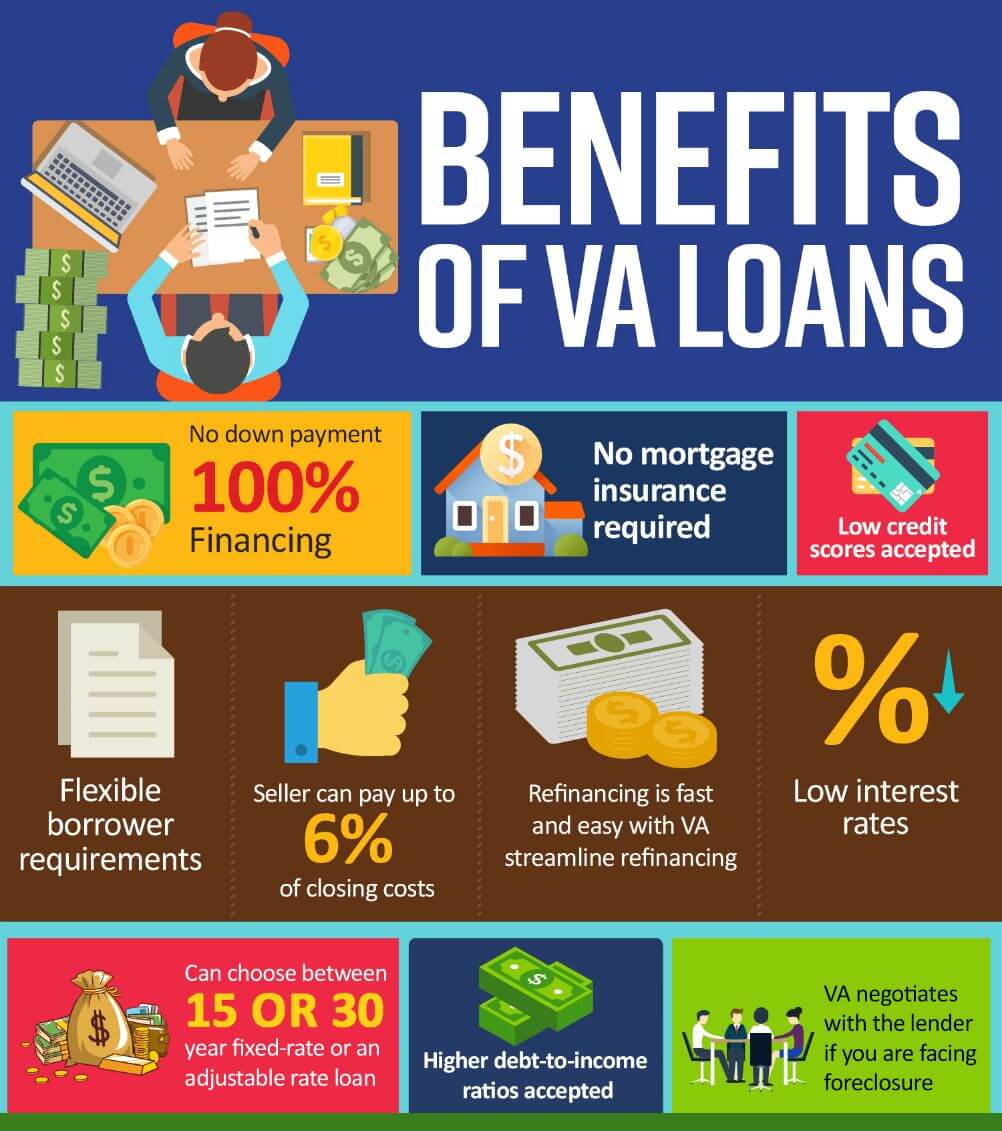 BENEFITS
OF VA LOANS
No down payment
100%
Financing
No mortgage
insurance
required
Low credit
scores accepted
Flexible
borrower
requirements
Seller can pay up to
6%
of closing costs
Refinancing is fast
and easy with VA
streamline refinancing
%
Low interest
rates
Can choose between
15 OR 30
year fixed-rate or an
adjustable rate loan
Higher debt-to-income
ratios accepted
VA negotiates
with the lender
if you are facing
foreclosure